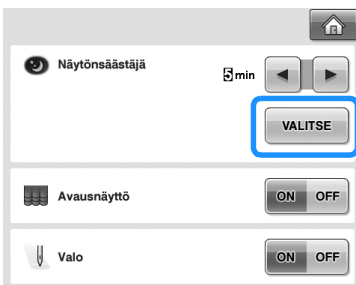 Näytönsäästäjä 5 min
VALITSE
Avausnäyttö ON OFF
Valo ON OFF